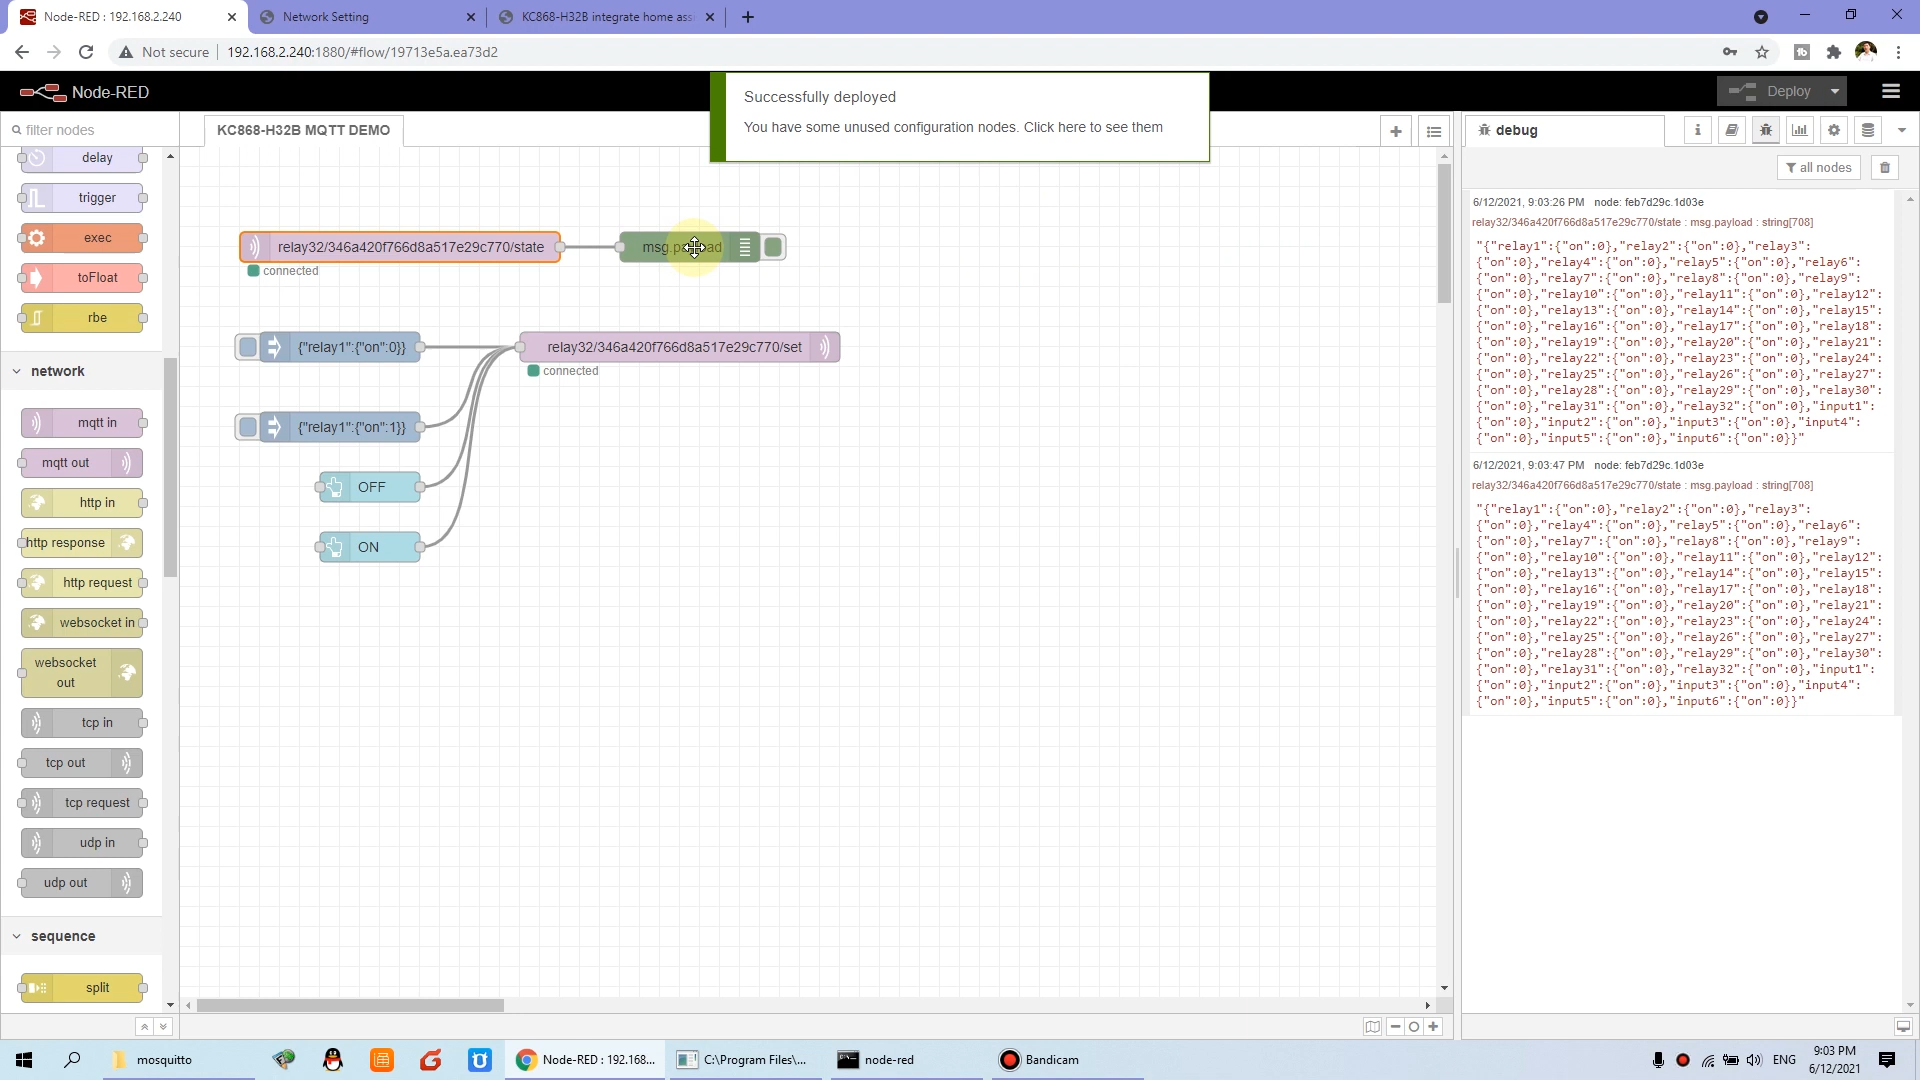 Node-RED : 192.168.2.240
Network Setting
KC868-H32B integrate home ass
Not secure
192.168.2.240:1880/#flow/19713e5a.ea73d2
Node-RED
Deploy
Successfully deployed
You have some unused configuration nodes. Click here to see them
filter nodes
KC868-H32B MQTT DEMO
debug
all nodes
delay
trigger
exec
toFloat
rbe
network
mqtt in
mqtt out
http in
http response
http request
websocket in
websocket
out
tcp in
tcp out
tcp request
udp in
udp out
sequence
split
relay32/346a420f766d8a517e29c770/state
connected
{"relay1":{"on":0}}
relay32/346a420f766d8a517e29c770/set
connected
{"relay1":{"on":1}}
OFF
ON
6/12/2021, 9:03:26 PM node: feb7d29c.1d03e
relay32/346a420f766d8a517e29c770/state : msg.payload : string[708]
"{"relay1":{"on":0},"relay2":{"on":0},"relay3":
{"on":0},"relay4":{"on":0},"relay5":{"on":0},"relay6":
{"on":0},"relay7":{"on":0},"relay8":{"on":0},"relay9":
{"on":0},"relay10":{"on":0},"relay11":{"on":0},"relay12":
{"on":0},"relay13":{"on":0},"relay14":{"on":0},"relay15":
{"on":0},"relay16":{"on":0},"relay17":{"on":0},"relay18":
{"on":0},"relay19":{"on":0},"relay20":{"on":0},"relay21":
{"on":0},"relay22":{"on":0},"relay23":{"on":0},"relay24":
{"on":0},"relay25":{"on":0},"relay26":{"on":0},"relay27":
{"on":0},"relay28":{"on":0},"relay29":{"on":0},"relay30":
{"on":0},"relay31":{"on":0},"relay32":{"on":0},"input1":
{"on":0},"input2":{"on":0},"input3":{"on":0},"input4":
{"on":0},"input5":{"on":0},"input6":{"on":0}}"
6/12/2021, 9:03:47 PM node: feb7d29c.1d03e
relay32/346a420f766d8a517e29c770/state : msg.payload : string[708]
"{"relay1":{"on":0},"relay2":{"on":0},"relay3":
{"on":0},"relay4":{"on":0},"relay5":{"on":0},"relay6":
{"on":0},"relay7":{"on":0},"relay8":{"on":0},"relay9":
{"on":0},"relay10":{"on":0},"relay11":{"on":0},"relay12":
{"on":0},"relay13":{"on":0},"relay14":{"on":0},"relay15":
{"on":0},"relay16":{"on":0},"relay17":{"on":0},"relay18":
{"on":0},"relay19":{"on":0},"relay20":{"on":0},"relay21":
{"on":0},"relay22":{"on":0},"relay23":{"on":0},"relay24":
{"on":0},"relay25":{"on":0},"relay26":{"on":0},"relay27":
{"on":0},"relay28":{"on":0},"relay29":{"on":0},"relay30":
{"on":0},"relay31":{"on":0},"relay32":{"on":0},"input1":
{"on":0},"input2":{"on":0},"input3":{"on":0},"input4":
{"on":0},"input5":{"on":0},"input6":{"on":0}}"
mosquitto
Node-RED : 192.168...
C:\Program Files\...
node-red
Bandicam
ENG
9:03 PM
6/12/2021